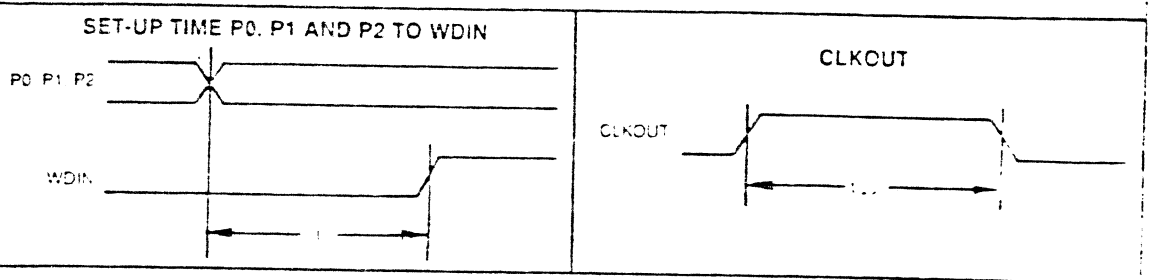 SET-UP TIME P0. P1 AND P2 TO WDIN
P0 P1 P2
WDIN
CLKOUT
CLKOUT